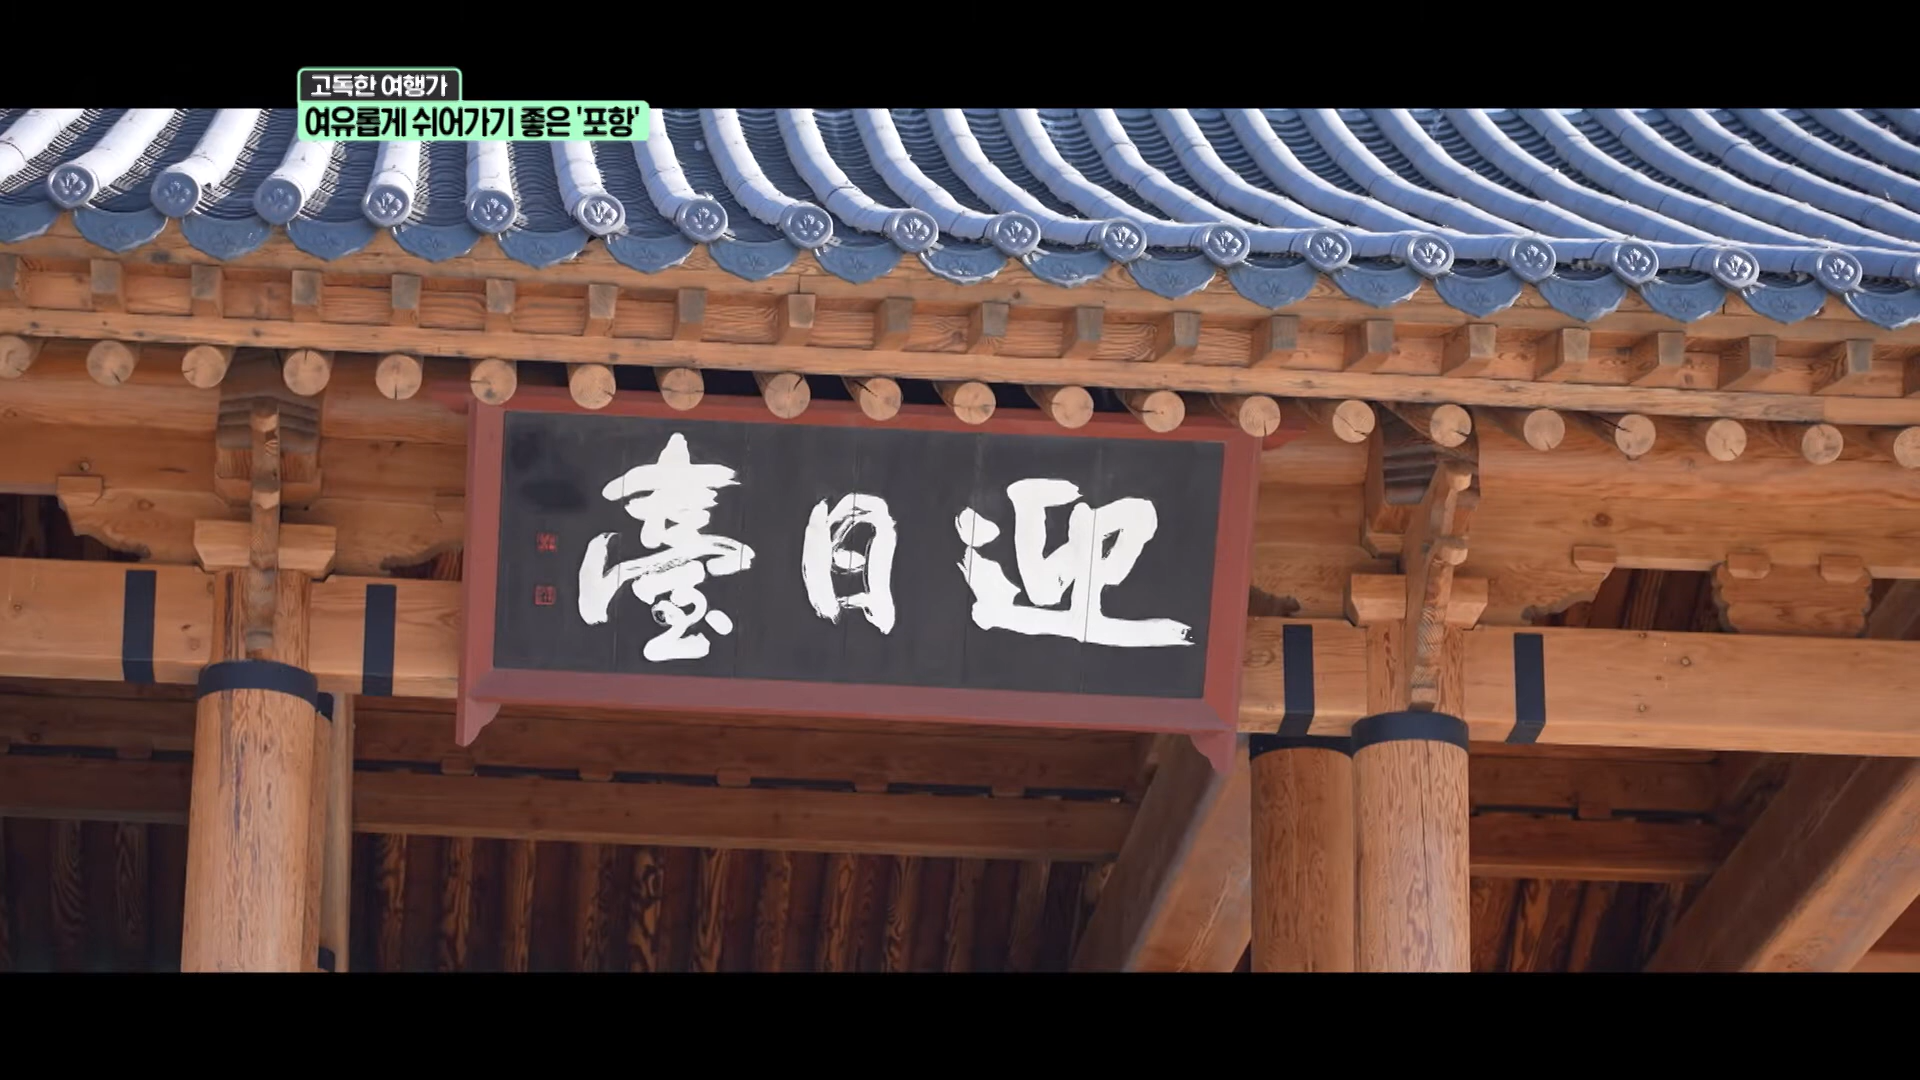 고독한 여행가
여유롭게 쉬어가기 좋은 '포항'
迎日臺